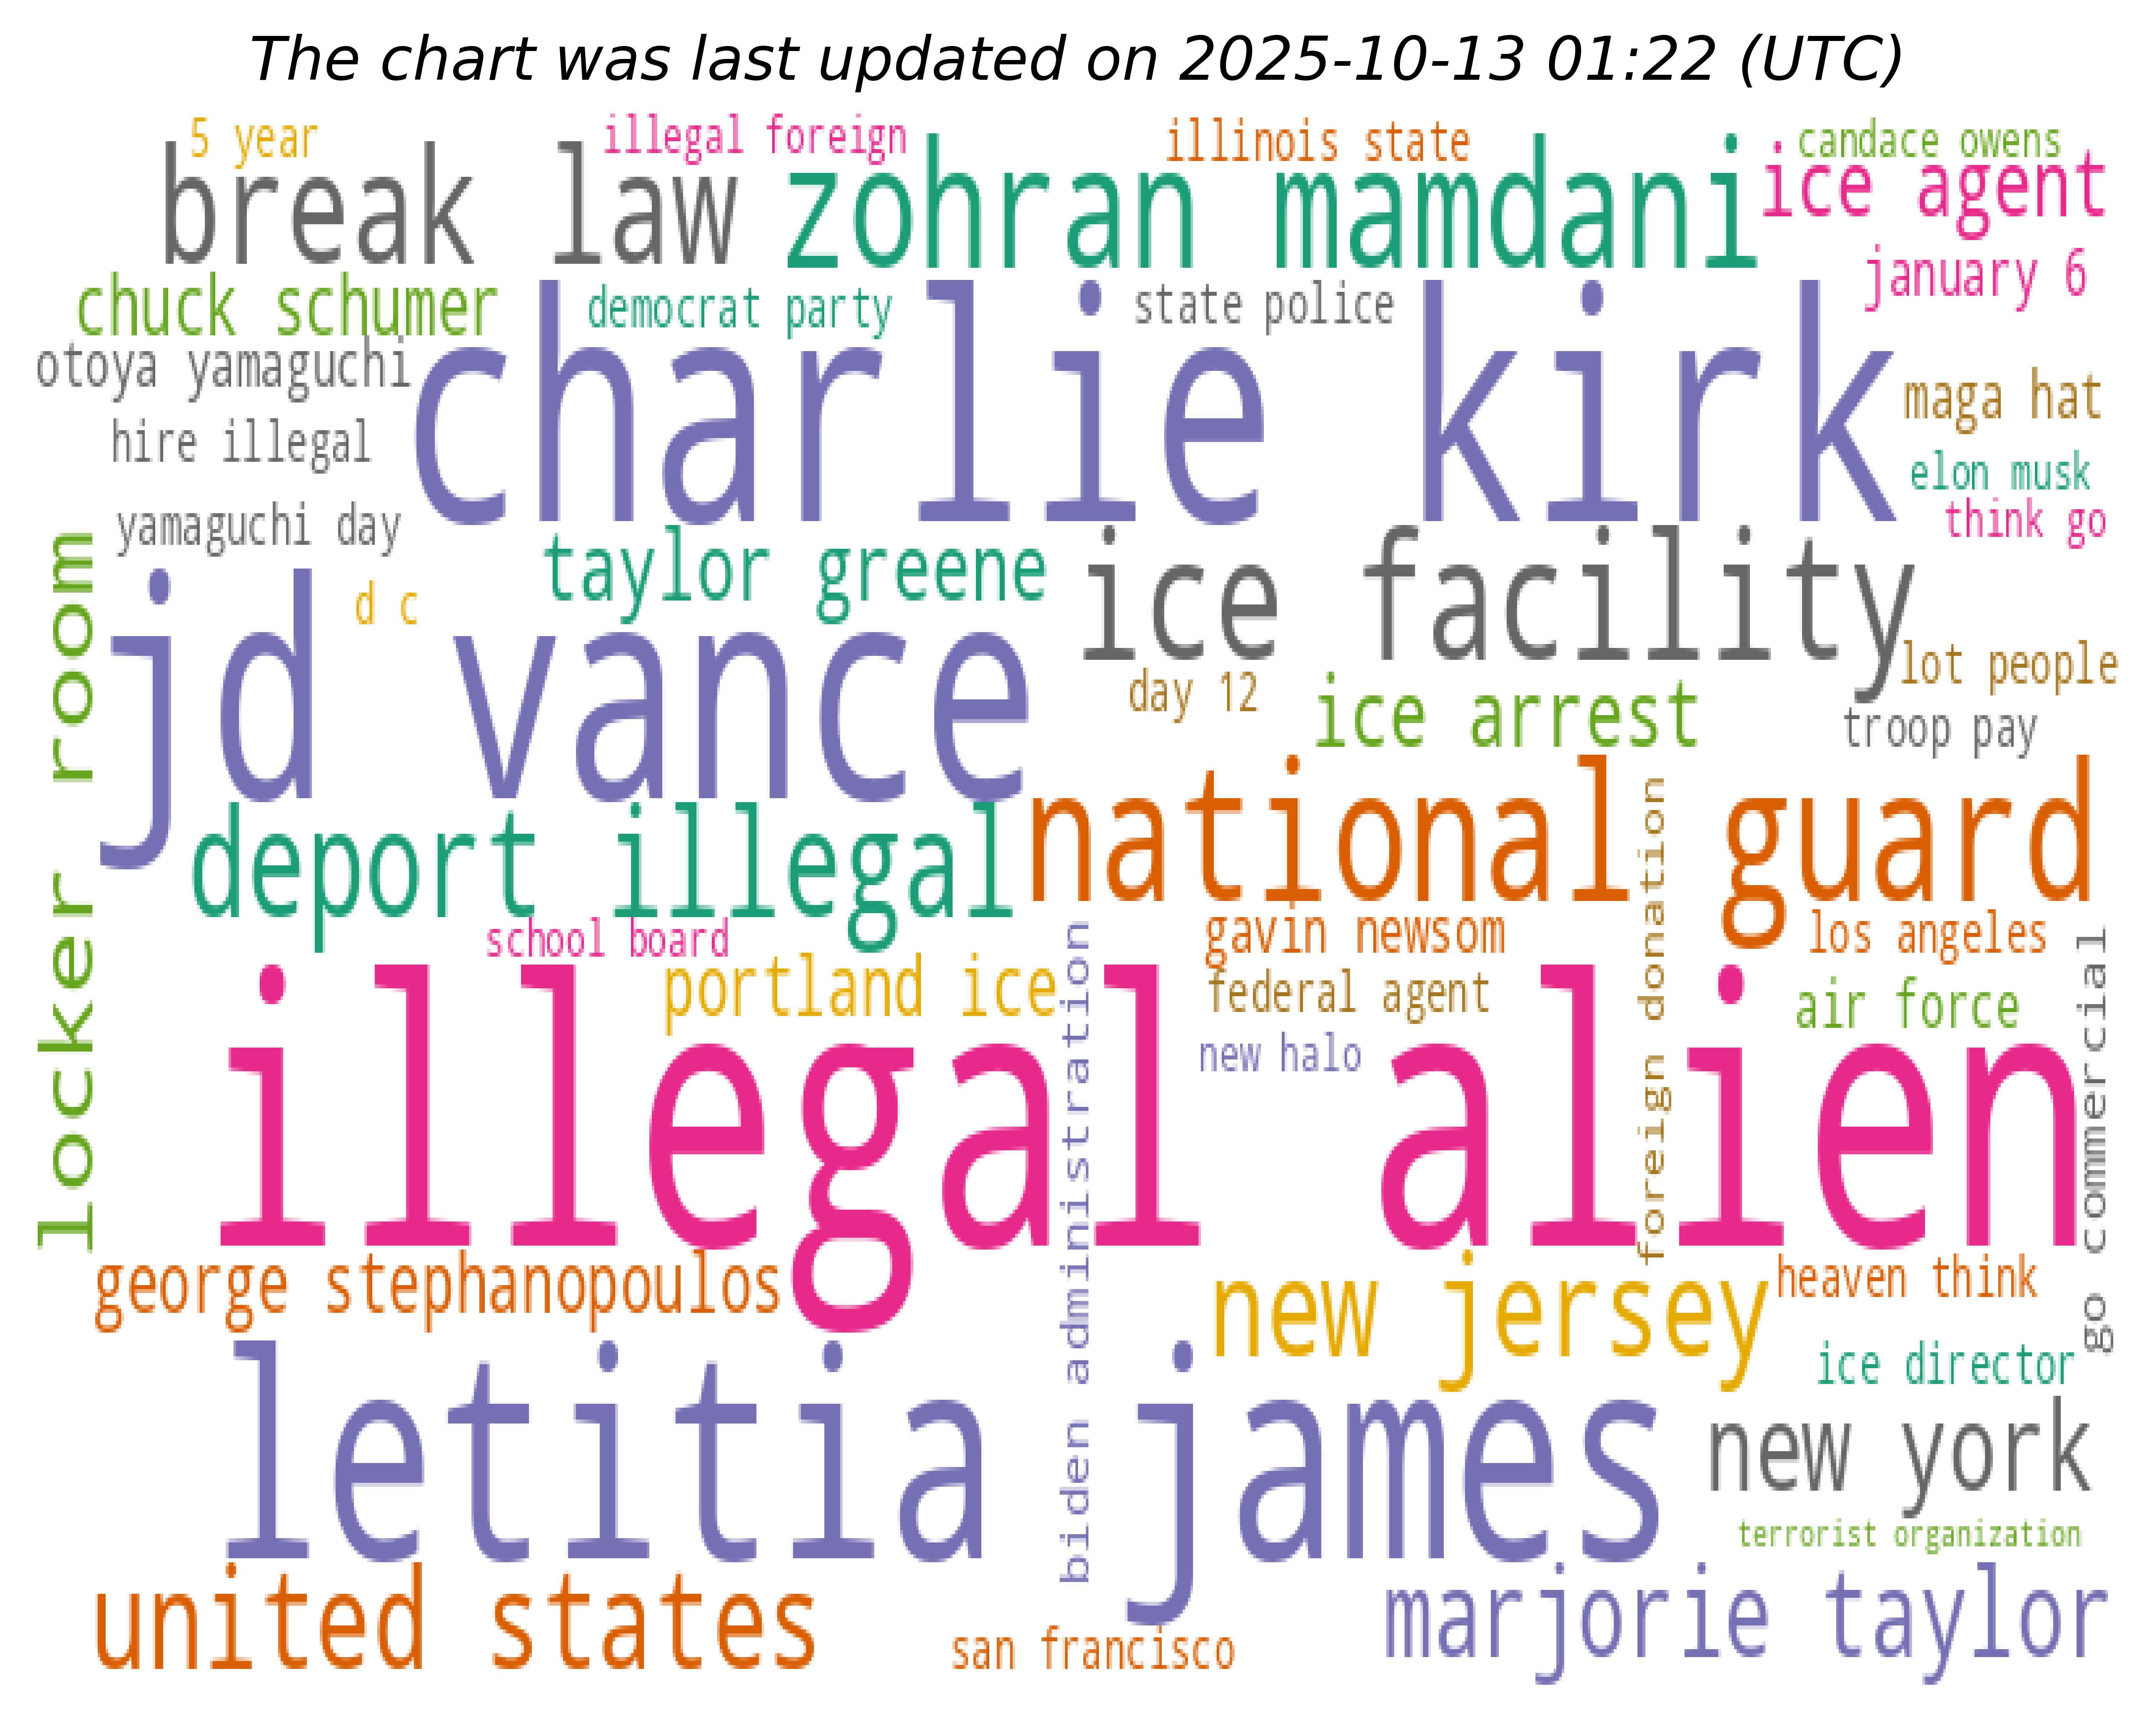 The chart was last updated on 2025-10-13 01:22 (UTC)
5 year
illegal foreign
illinois state
candace owens
break law
zohran mamdani
ice agent
january 6
chuck schumer
democrat party
state police
otoya yamaguchi
charlie kirk
maga hat
hire illegal
elon musk
yamaguchi day
think go
locker room
taylor greene
ice facility
d c
jd vance
lot people
day 12
ice arrest
troop pay
deport illegal
national guard
foreign donation
school board
gavin newsom
los angeles
portland ice
biden administration
federal agent
air force
go commercial
new halo
illegal alien
george stephanopoulos
new jersey
heaven think
ice director
letitia james
new york
terrorist organization
united states
san francisco
marjorie taylor